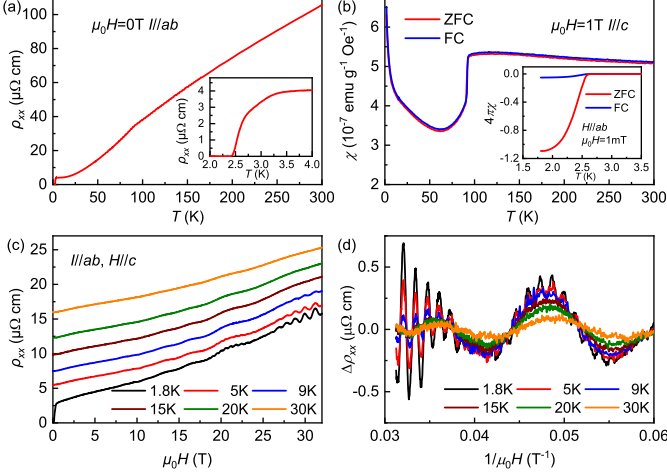 (a)
μ₀H=0T I//ab
ρxx (μΩ cm)
100
80
60
40
20
0
0 50 100 150 200 250 300
T (K)
ρxx (μΩ cm)
4
3
2
1
0
2.0 2.5 3.0 3.5 4.0
T (K)
(b)
ZFC
FC
μ₀H=1T I//c
χ (10⁻⁷ emu g⁻¹ Oe⁻¹)
6
5
4
3
2
0 50 100 150 200 250 300
T (K)
4πχ
0.0
-0.4
-0.8
-1.2
ZFC
FC
H//ab
μ₀H=1mT
1.5 2.0 2.5 3.0 3.5
T (K)
(c)
I//ab, H//c
ρxx (μΩ cm)
25
20
15
10
5
0
1.8K 5K 9K
15K 20K 30K
0 5 10 15 20 25 30
μ₀H (T)
(d)
Δρxx (μΩ cm)
0.5
0.0
-0.5
1.8K 5K 9K
15K 20K 30K
0.03 0.04 0.05 0.06
1/μ₀H (T⁻¹)